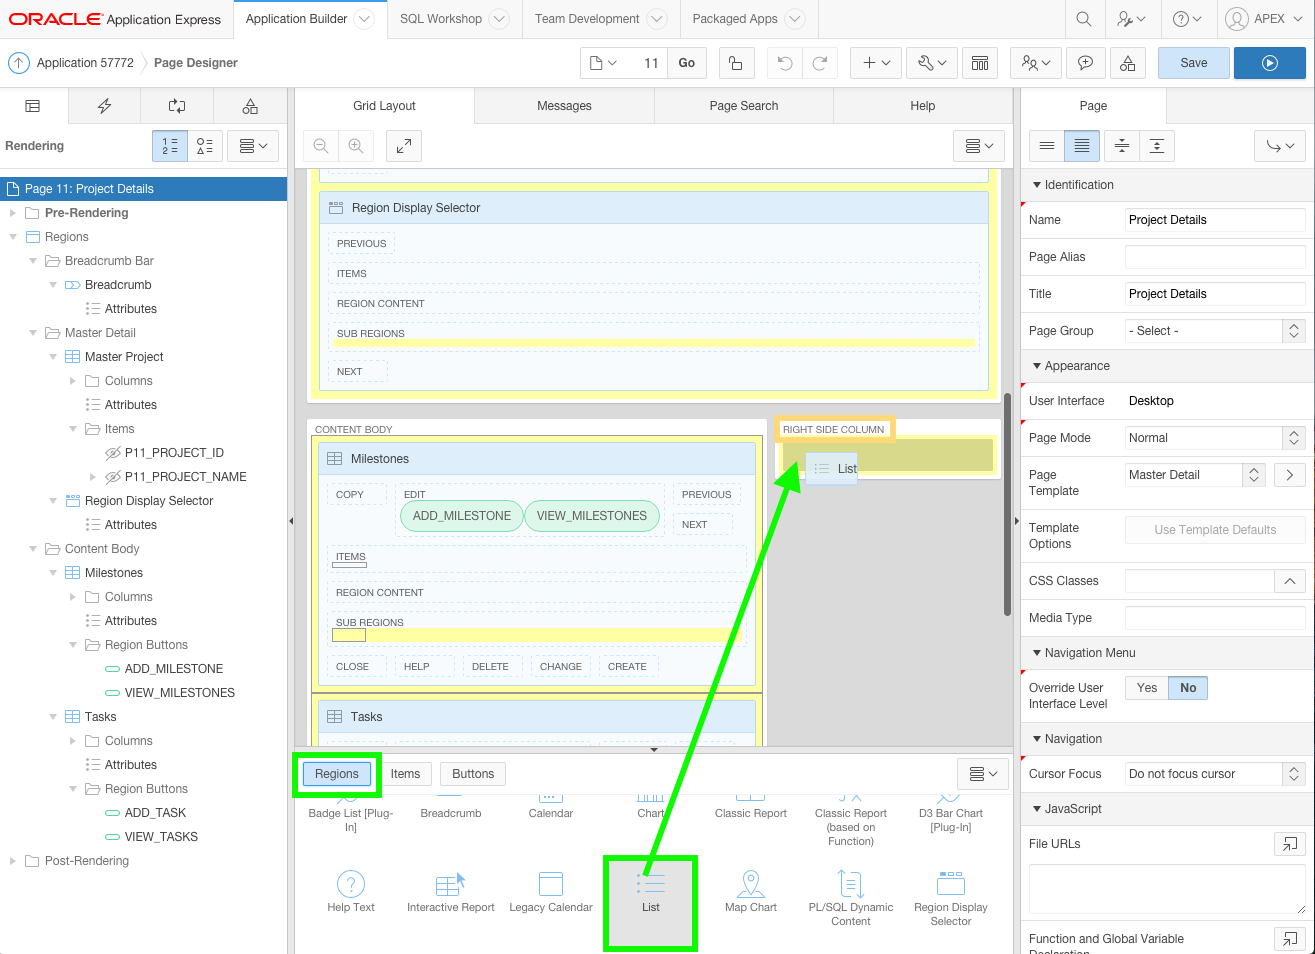 ORACLE Application Express
Application Builder
SQL Workshop
Team Development
Packaged Apps
APEX
Application 57772
Page Designer
11
Go
Save
Grid Layout
Messages
Page Search
Help
Page
Rendering
Page 11: Project Details
Pre-Rendering
Regions
Breadcrumb Bar
Breadcrumb
Attributes
Master Detail
Master Project
Columns
Attributes
Items
P11_PROJECT_ID
P11_PROJECT_NAME
Region Display Selector
Attributes
Content Body
Milestones
Columns
Attributes
Region Buttons
ADD_MILESTONE
VIEW_MILESTONES
Tasks
Columns
Attributes
Region Buttons
ADD_TASK
VIEW_TASKS
Post-Rendering
Region Display Selector
PREVIOUS
ITEMS
REGION CONTENT
SUB REGIONS
NEXT
CONTENT BODY
Milestones
COPY
EDIT
ADD_MILESTONE
VIEW_MILESTONES
PREVIOUS
NEXT
ITEMS
REGION CONTENT
SUB REGIONS
CLOSE
HELP
DELETE
CHANGE
CREATE
Tasks
RIGHT SIDE COLUMN
List
Regions
Items
Buttons
Badge List [Plug-
In]
Breadcrumb
Calendar
Chart
Classic Report
Classic Report
(based on
Function)
D3 Bar Chart
[Plug-In]
Help Text
Interactive Report
Legacy Calendar
List
Map Chart
PL/SQL Dynamic
Content
Region Display
Selector
Identification
Name
Project Details
Page Alias
Title
Project Details
Page Group
- Select -
Appearance
User Interface
Desktop
Page Mode
Normal
Page
Template
Master Detail
Template
Options
Use Template Defaults
CSS Classes
Media Type
Navigation Menu
Override User
Interface Level
Yes
No
Navigation
Cursor Focus
Do not focus cursor
JavaScript
File URLs
Function and Global Variable
Declaration